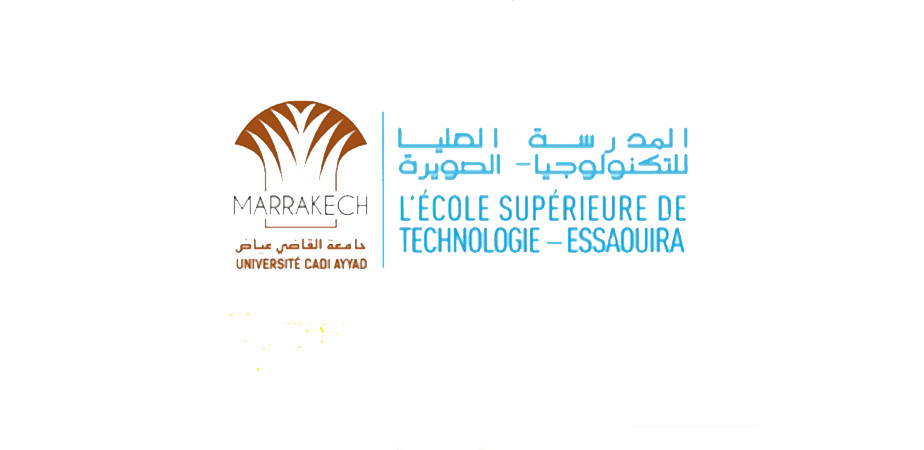 MARRAKECH
جامعة القاضي عياض
UNIVERSITÉ CADI AYYAD
المدرسة العليا
للتكنولوجيا – الصويرة
L'ÉCOLE SUPÉRIEURE DE
TECHNOLOGIE – ESSAOUIRA